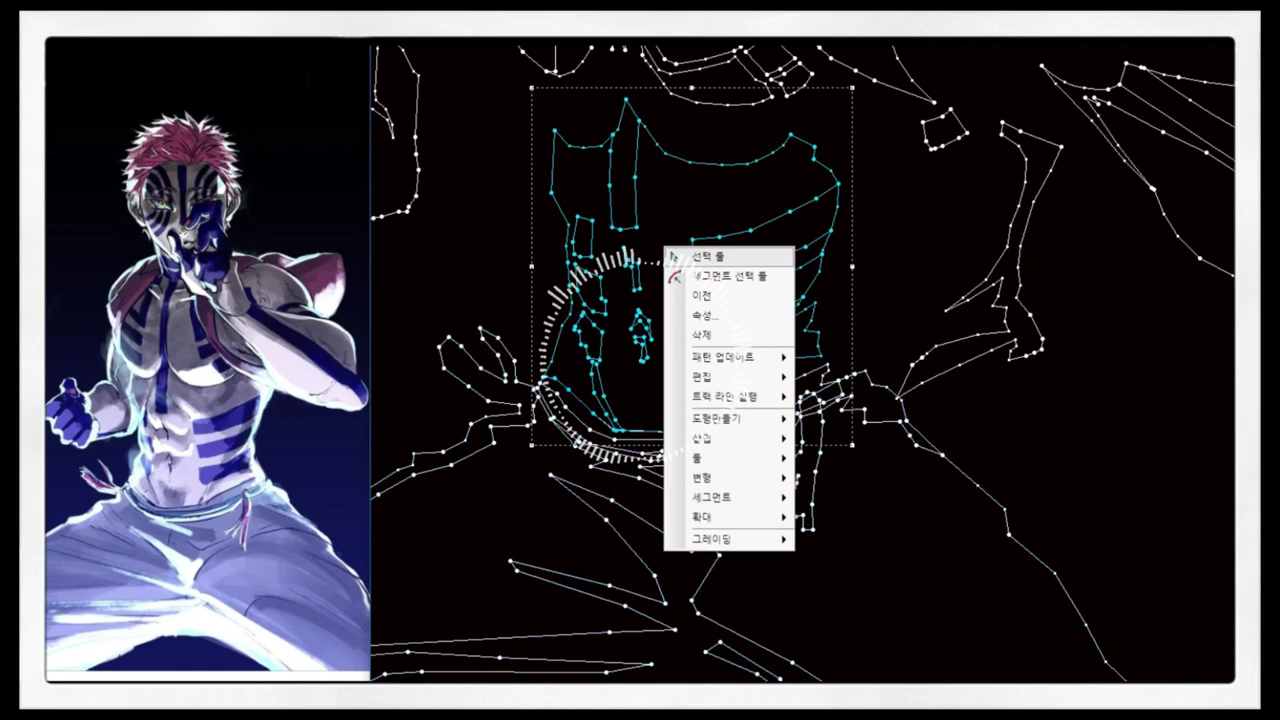 선택 툴
세그먼트 선택 툴
이전
속성...
삭제
패턴 업데이트
편집
트랙 라인 실행
도형만들기
삽입
툴
변형
세그먼트
확대
그레이딩